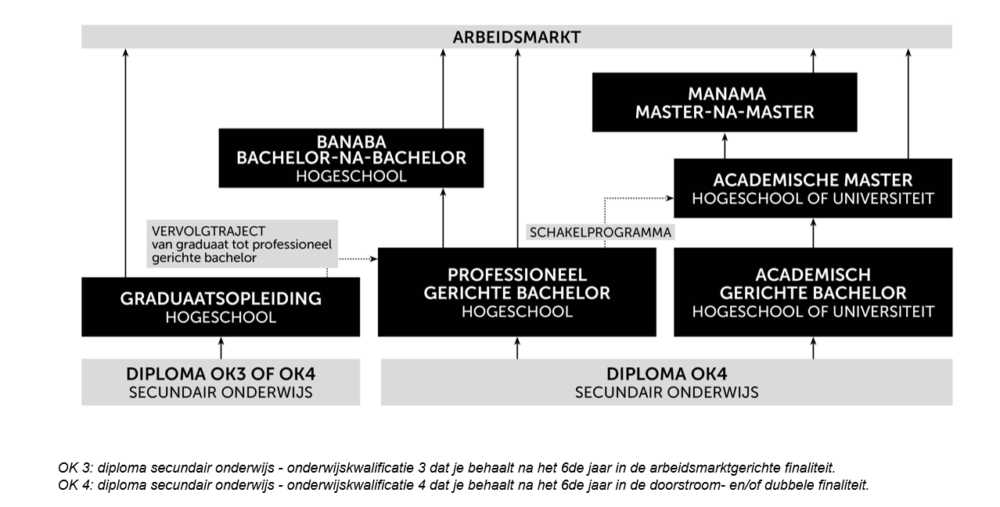 ARBEIDSMARKT
MANAMA
MASTER-NA-MASTER
BANABA
BACHELOR-NA-BACHELOR
HOGESCHOOL
ACADEMISCHE MASTER
HOGESCHOOL OF UNIVERSITEIT
VERVOLGTRAJECT
van graduaat tot professioneel
gerichte bachelor
SCHAKELPROGRAMMA
GRADUAATSOPLEIDING
HOGESCHOOL
PROFESSIONEEL
GERICHTE BACHELOR
HOGESCHOOL
ACADEMISCH
GERICHTE BACHELOR
HOGESCHOOL OF UNIVERSITEIT
DIPLOMA OK3 OF OK4
SECUNDAIR ONDERWIJS
DIPLOMA OK4
SECUNDAIR ONDERWIJS
OK 3: diploma secundair onderwijs - onderwijskwalificatie 3 dat je behaalt na het 6de jaar in de arbeidsmarktgerichte finaliteit.
OK 4: diploma secundair onderwijs - onderwijskwalificatie 4 dat je behaalt na het 6de jaar in de doorstroom- en/of dubbele finaliteit.